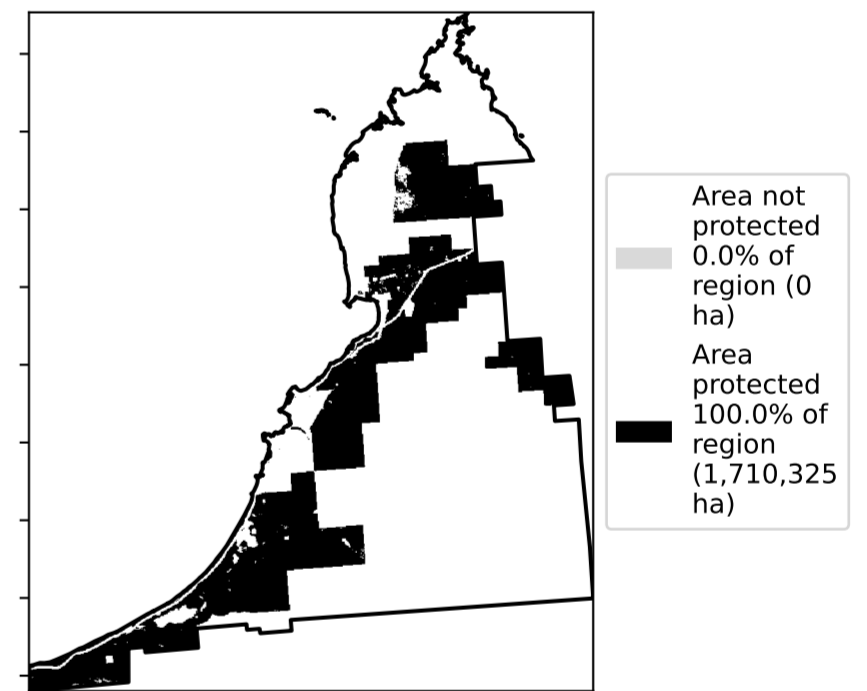 Area not
protected
0.0% of
region (0
ha)
Area
protected
100.0% of
region
(1,710,325
ha)